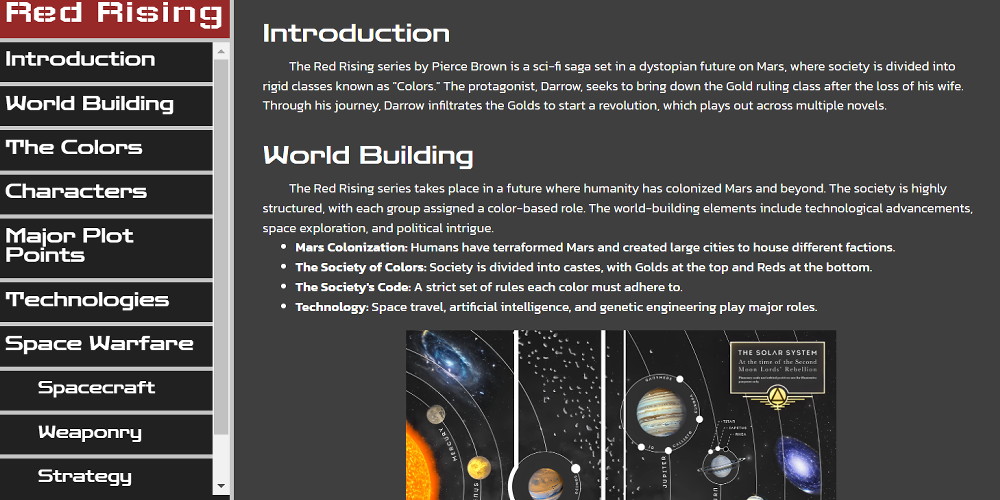 Red Rising
Introduction
World Building
The Colors
Characters
Major Plot
Points
Technologies
Space Warfare
Spacecraft
Weaponry
Strategy
Introduction
The Red Rising series by Pierce Brown is a sci-fi saga set in a dystopian future on Mars, where society is divided into
rigid classes known as "Colors." The protagonist, Darrow, seeks to bring down the Gold ruling class after the loss of his wife.
Through his journey, Darrow infiltrates the Golds to start a revolution, which plays out across multiple novels.
World Building
The Red Rising series takes place in a future where humanity has colonized Mars and beyond. The society is highly
structured, with each group assigned a color-based role. The world-building elements include technological advancements,
space exploration, and political intrigue.
• Mars Colonization: Humans have terraformed Mars and created large cities to house different factions.
• The Society of Colors: Society is divided into castes, with Golds at the top and Reds at the bottom.
• The Society's Code: A strict set of rules each color must adhere to.
• Technology: Space travel, artificial intelligence, and genetic engineering play major roles.
THE SOLAR SYSTEM
At the time of the Second
Moon Lords' Rebellion
MERCURY
GANYMEDE
EUROPA
CALLISTO
IO
JUPITER
TITAN